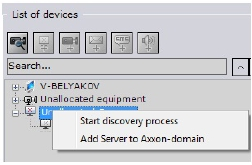 List of devices
Search...
V-BELYAKOV
Unallocated equipment
Start discovery process
Add Server to Axxon-domain